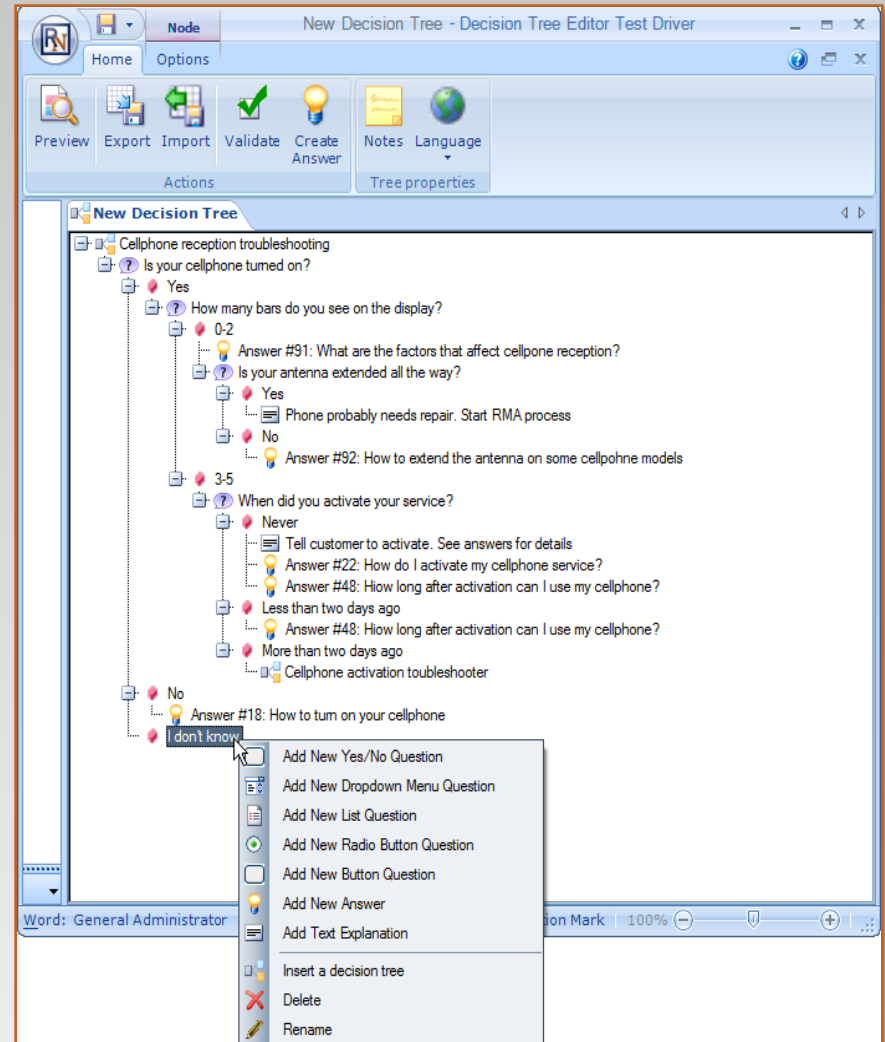 RN
Node
New Decision Tree - Decision Tree Editor Test Driver
Home Options
Preview Export Import Validate Create Answer Notes Language
Actions Tree properties
New Decision Tree
Cellphone reception troubleshooting
Is your cellphone turned on?
Yes
How many bars do you see on the display?
0-2
Answer #91: What are the factors that affect cellpone reception?
Is your antenna extended all the way?
Yes
Phone probably needs repair. Start RMA process
No
Answer #92: How to extend the antenna on some cellpohne models
3-5
When did you activate your service?
Never
Tell customer to activate. See answers for details
Answer #22: How do I activate my cellphone service?
Answer #48: Hiow long after activation can I use my cellphone?
Less than two days ago
Answer #48: Hiow long after activation can I use my cellphone?
More than two days ago
Cellphone activation toubleshooter
No
Answer #18: How to turn on your cellphone
I don't know
Add New Yes/No Question
Add New Dropdown Menu Question
Add New List Question
Add New Radio Button Question
Add New Button Question
Add New Answer
Word: General Administrator ion Mark 100%
Add Text Explanation
Insert a decision tree
Delete
Rename